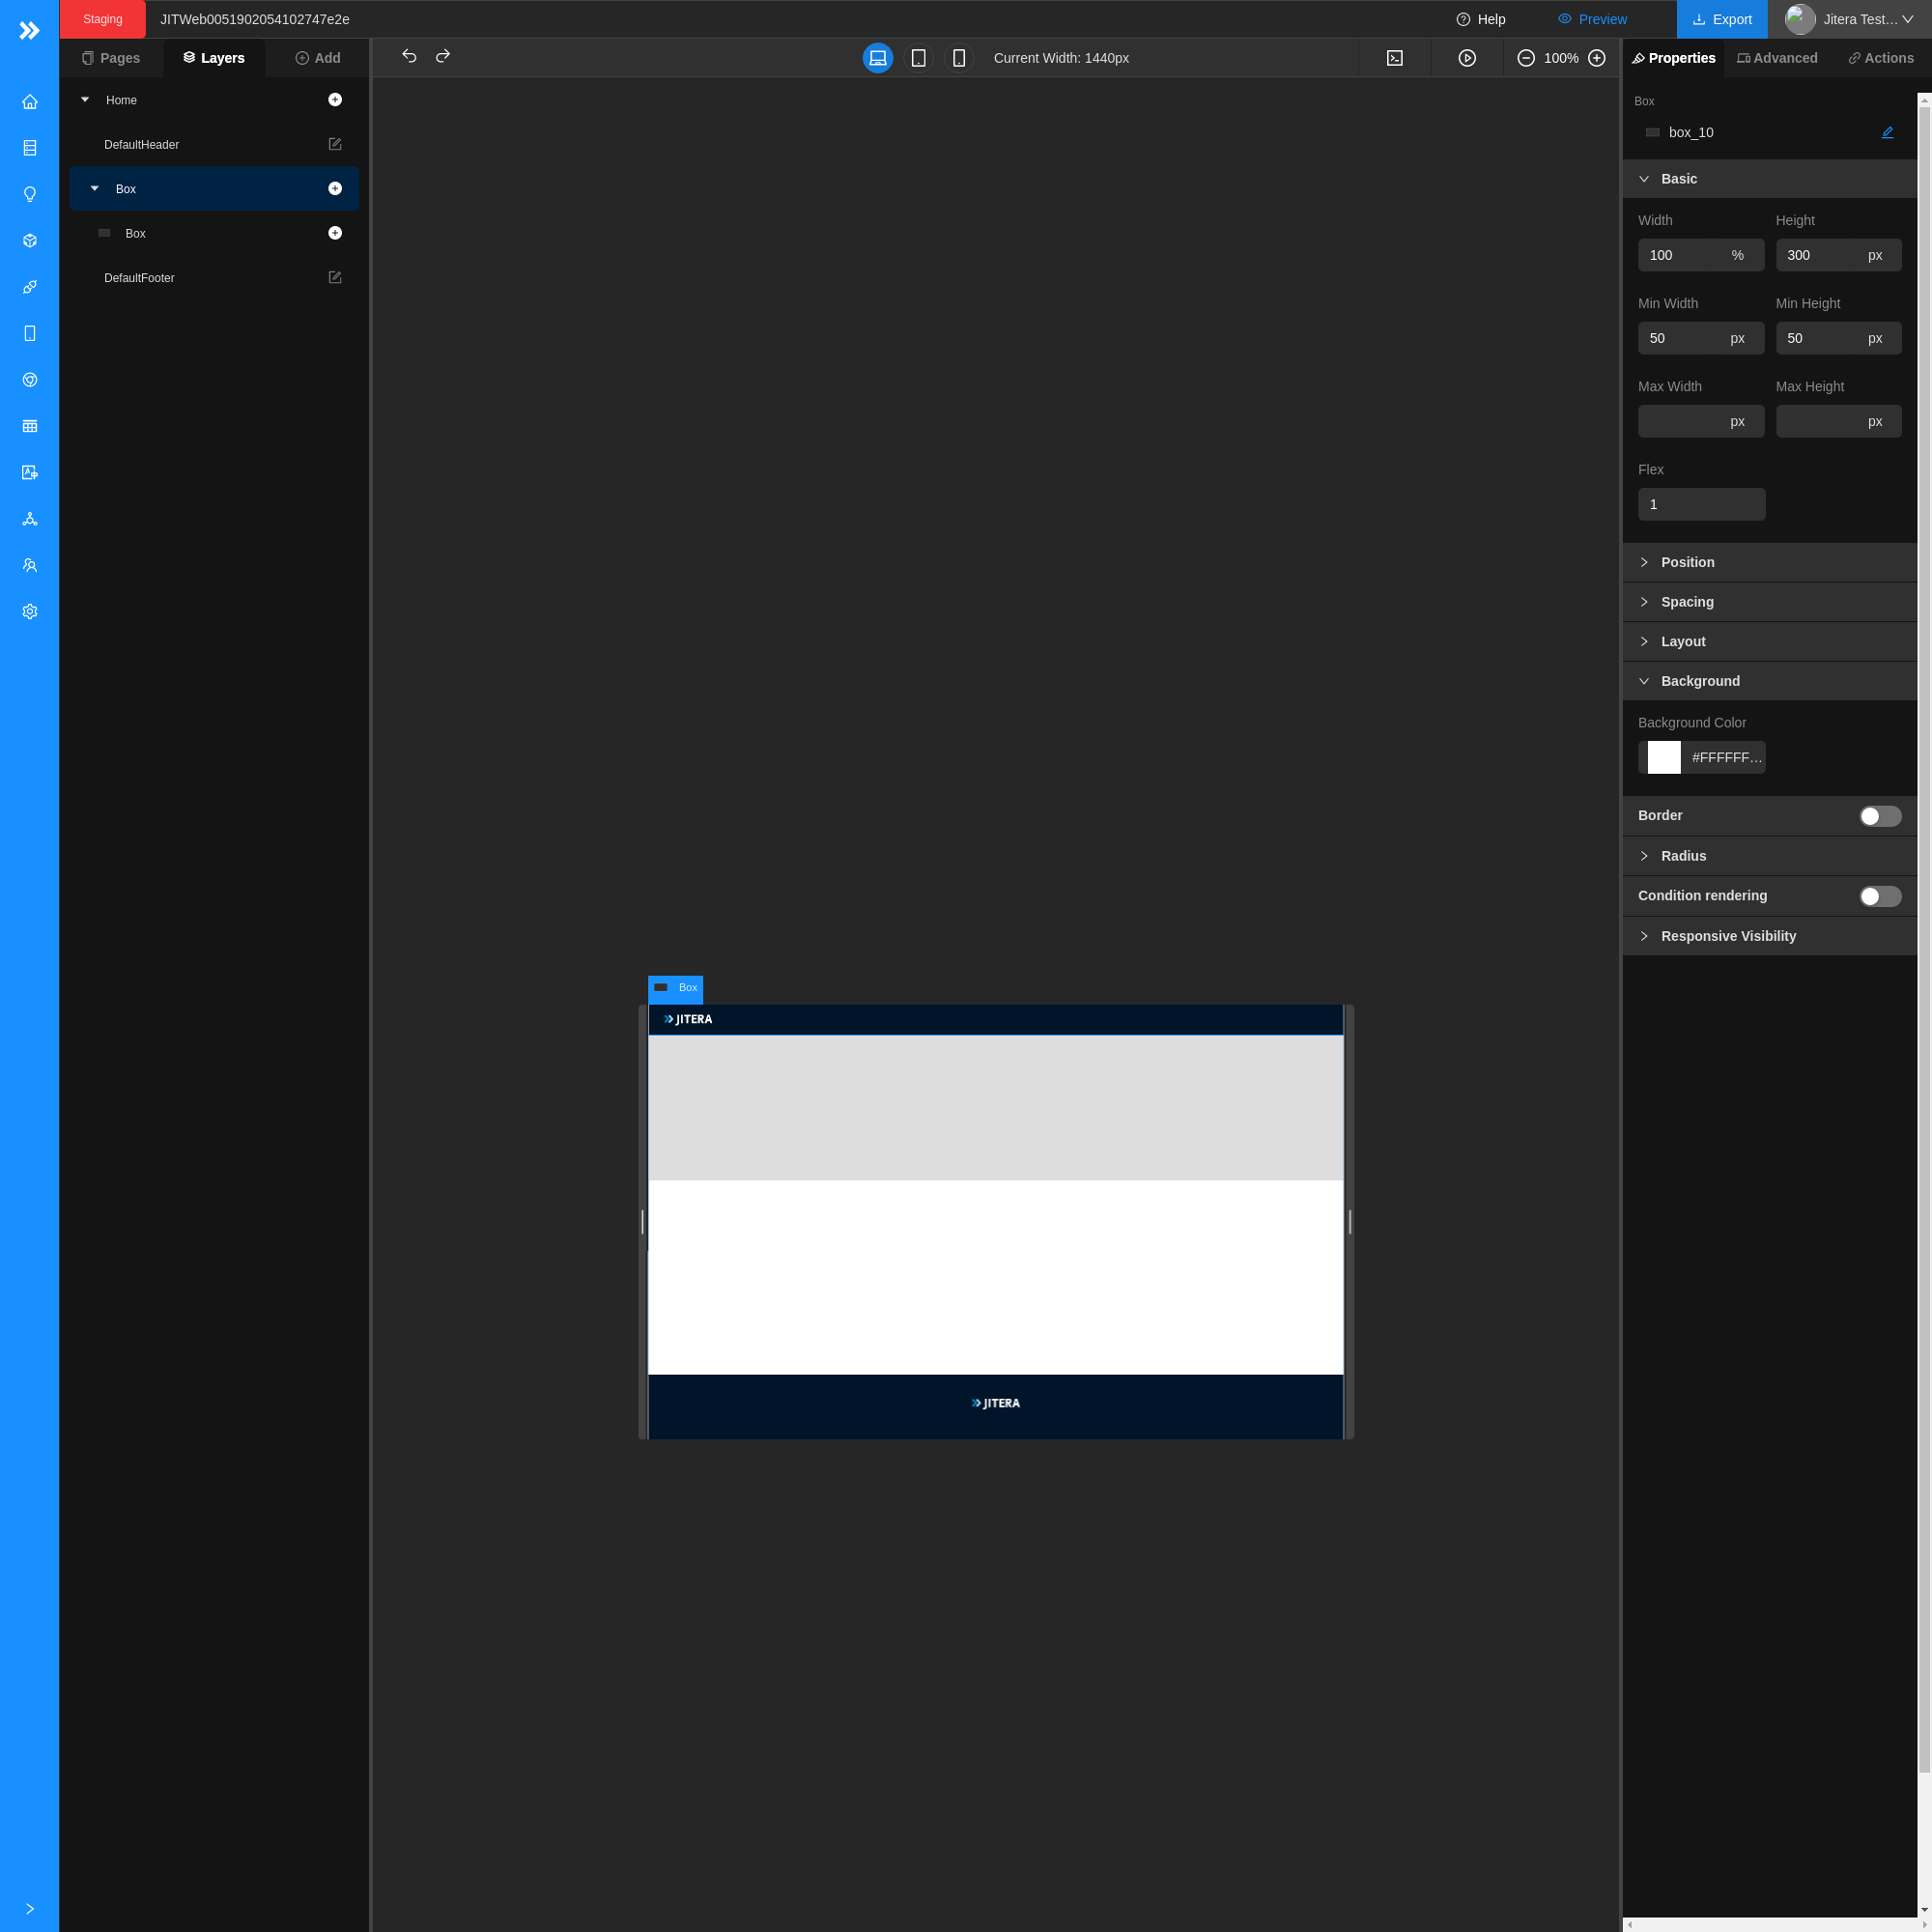 Staging
JITWeb0051902054102747e2e
Help
Preview
Export
Jitera Test…
Pages
Layers
Add
Current Width: 1440px
100%
Properties
Advanced
Actions
Home
DefaultHeader
Box
Box
DefaultFooter
Box
box_10
Basic
Width
Height
100 %
300 px
Min Width
Min Height
50 px
50 px
Max Width
Max Height
px
px
Flex
1
Position
Spacing
Layout
Background
Background Color
#FFFFFF…
Border
Radius
Condition rendering
Responsive Visibility
Box
JITERA
JITERA